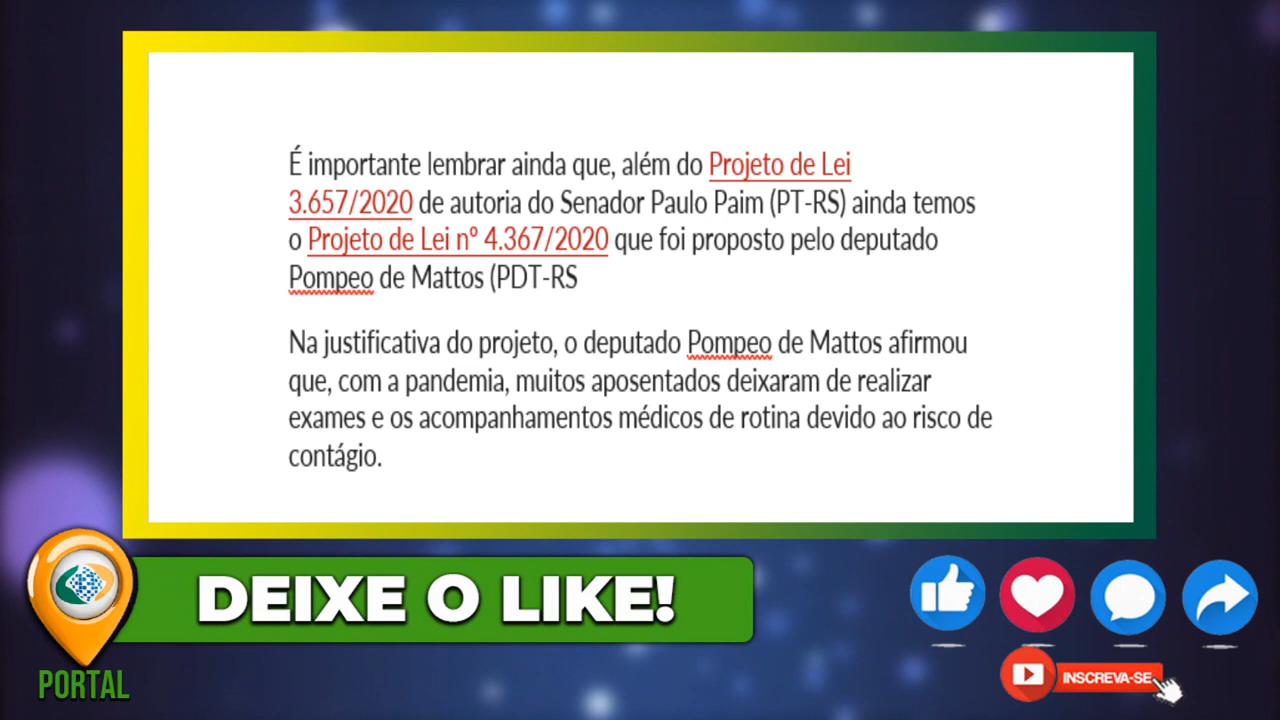 É importante lembrar ainda que, além do Projeto de Lei
3.657/2020 de autoria do Senador Paulo Paim (PT-RS) ainda temos
o Projeto de Lei nº 4.367/2020 que foi proposto pelo deputado
Pompeo de Mattos (PDT-RS
Na justificativa do projeto, o deputado Pompeo de Mattos afirmou
que, com a pandemia, muitos aposentados deixaram de realizar
exames e os acompanhamentos médicos de rotina devido ao risco de
contágio.
DEIXE O LIKE!
PORTAL
INSCREVA-SE